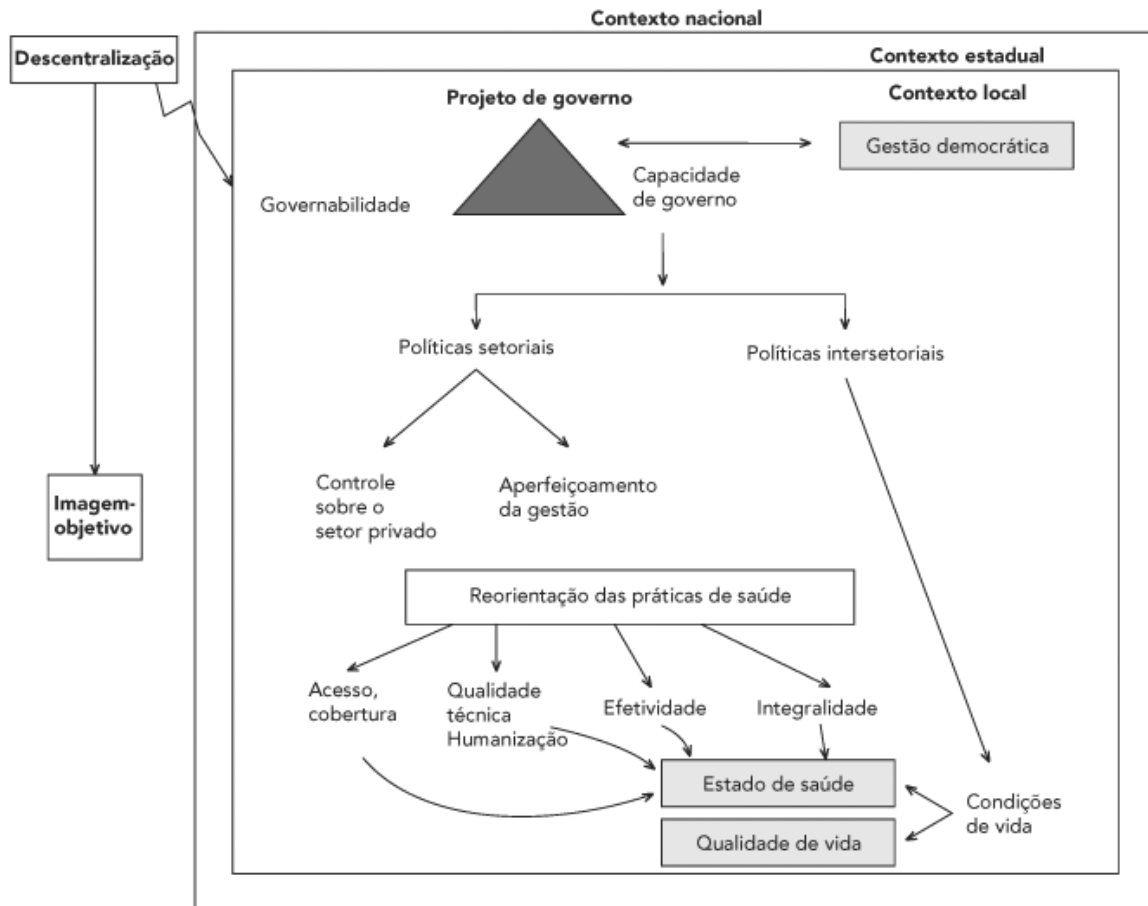 Contexto nacional
Descentralização
Contexto estadual
Projeto de governo
Contexto local
Gestão democrática
Governabilidade
Capacidade
de governo
Políticas setoriais
Políticas intersetoriais
Controle
sobre o
setor privado
Aperfeiçoamento
da gestão
Imagem-
objetivo
Reorientação das práticas de saúde
Acesso,
cobertura
Qualidade
técnica
Humanização
Efetividade
Integralidade
Estado de saúde
Qualidade de vida
Condições
de vida